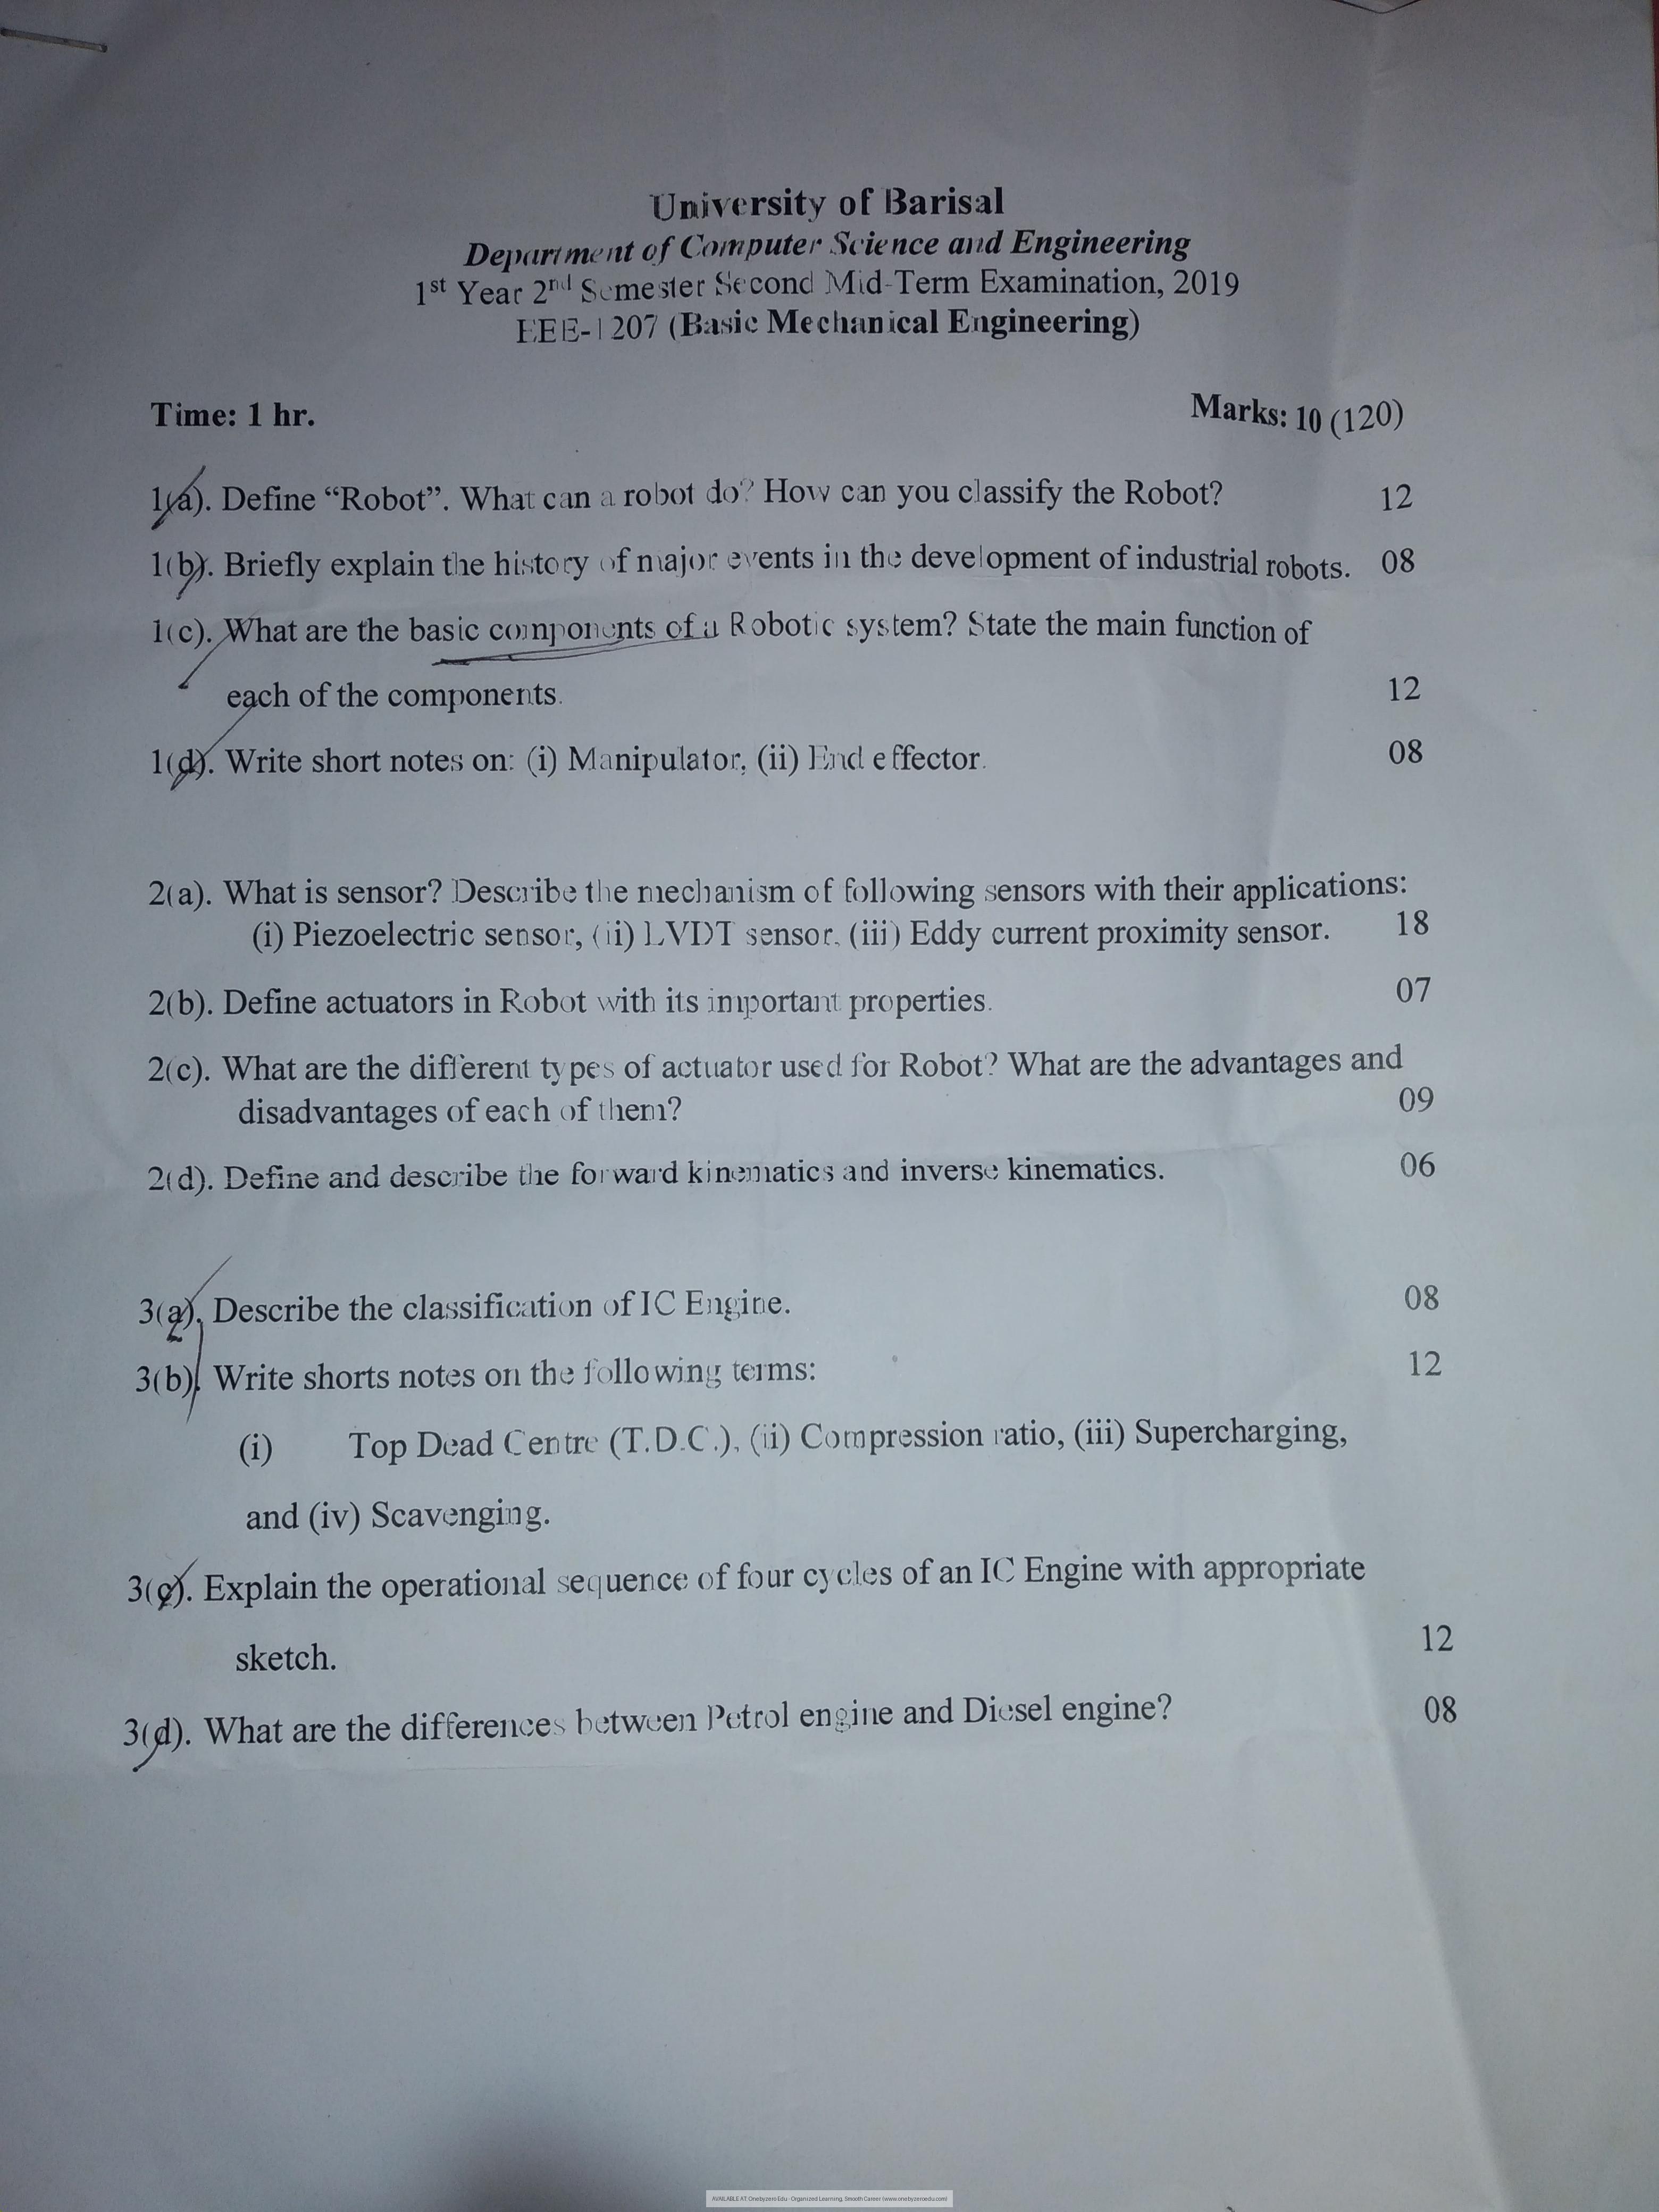 University of Barisal
Department of Computer Science and Engineering
1st Year 2nd Semester Second Mid-Term Examination, 2019
EEE-1207 (Basic Mechanical Engineering)
Time: 1 hr. Marks: 10 (120)
1(a). Define “Robot”. What can a robot do? How can you classify the Robot? 12
1(b). Briefly explain the history of major events in the development of industrial robots. 08
1(c). What are the basic components of a Robotic system? State the main function of
each of the components. 12
1(d). Write short notes on: (i) Manipulator, (ii) End effector. 08
2(a). What is sensor? Describe the mechanism of following sensors with their applications:
(i) Piezoelectric sensor, (ii) LVDT sensor, (iii) Eddy current proximity sensor. 18
2(b). Define actuators in Robot with its important properties. 07
2(c). What are the different types of actuator used for Robot? What are the advantages and
disadvantages of each of them? 09
2(d). Define and describe the forward kinematics and inverse kinematics. 06
3(a). Describe the classification of IC Engine. 08
3(b). Write shorts notes on the following terms: 12
(i) Top Dead Centre (T.D.C.), (ii) Compression ratio, (iii) Supercharging,
and (iv) Scavenging.
3(c). Explain the operational sequence of four cycles of an IC Engine with appropriate
sketch. 12
3(d). What are the differences between Petrol engine and Diesel engine? 08
AVAILABLE AT: Onebyzero Edu - Organized Learning, Smooth Career (www.onebyzeroedu.com)